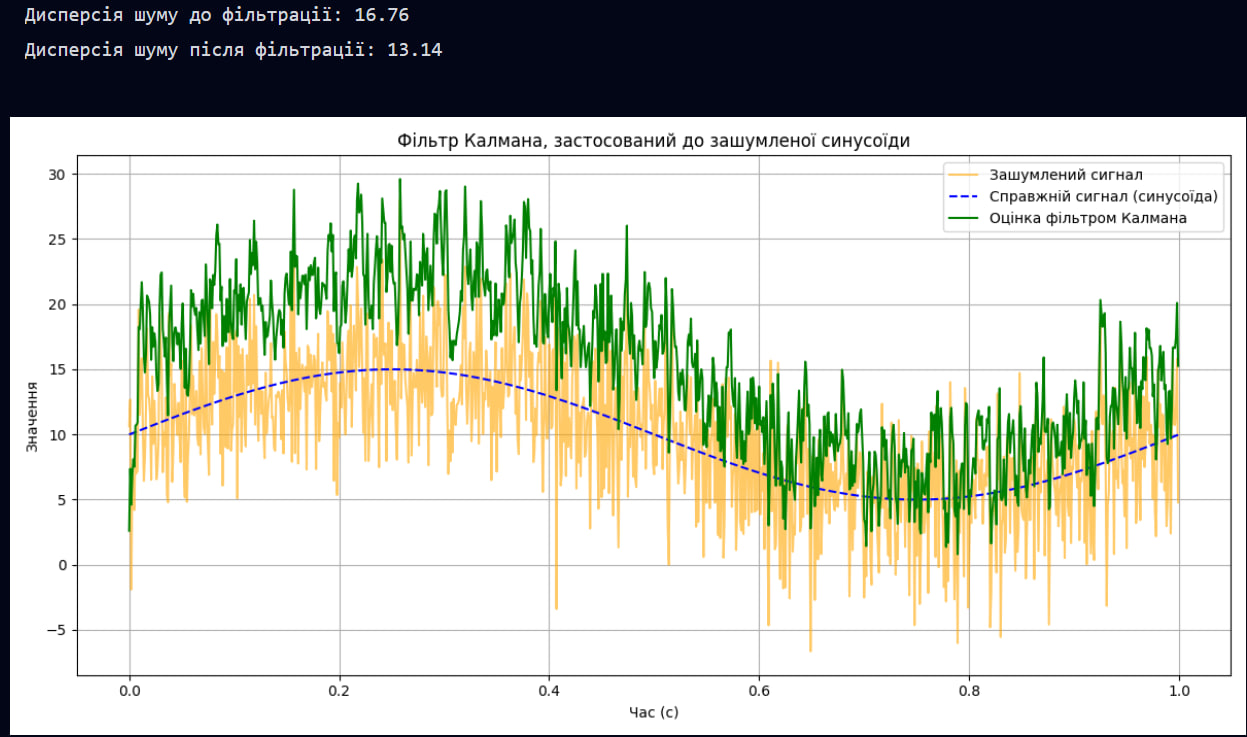 Дисперсія шуму до фільтрації: 16.76
Дисперсія шуму після фільтрації: 13.14
Фільтр Калмана, застосований до зашумленої синусоїди
Зашумлений сигнал
Справжній сигнал (синусоїда)
Оцінка фільтром Калмана
Значення
30
25
20
15
10
5
0
−5
0.0
0.2
0.4
0.6
0.8
1.0
Час (с)